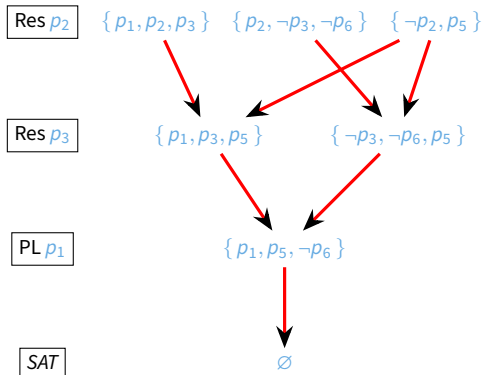 Res p₂ { p₁, p₂, p₃ } { p₂, ¬p₃, ¬p₆ } { ¬p₂, p₅ }
Res p₃ { p₁, p₃, p₅ } { ¬p₃, ¬p₆, p₅ }
PL p₁ { p₁, p₅, ¬p₆ }
SAT ∅